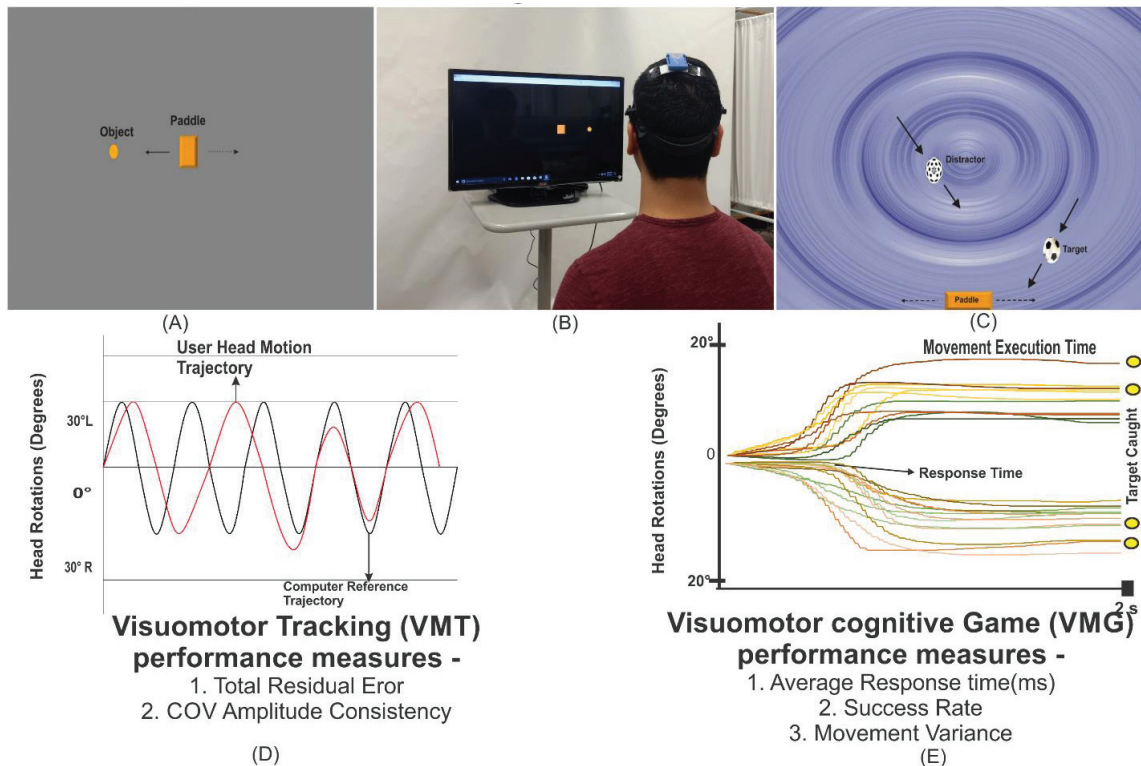 Object
Paddle
Distractor
Target
Paddle
(A)
(B)
(C)
User Head Motion
Trajectory
Head Rotations (Degrees)
30°L
0°
30° R
Computer Reference
Trajectory
Visuomotor Tracking (VMT)
performance measures -
1. Total Residual Eror
2. COV Amplitude Consistency
(D)
20°
Movement Execution Time
Head Rotations (Degrees)
0
Response Time
Target Caught
20°
2 s
Visuomotor cognitive Game (VMG)
performance measures -
1. Average Response time(ms)
2. Success Rate
3. Movement Variance
(E)